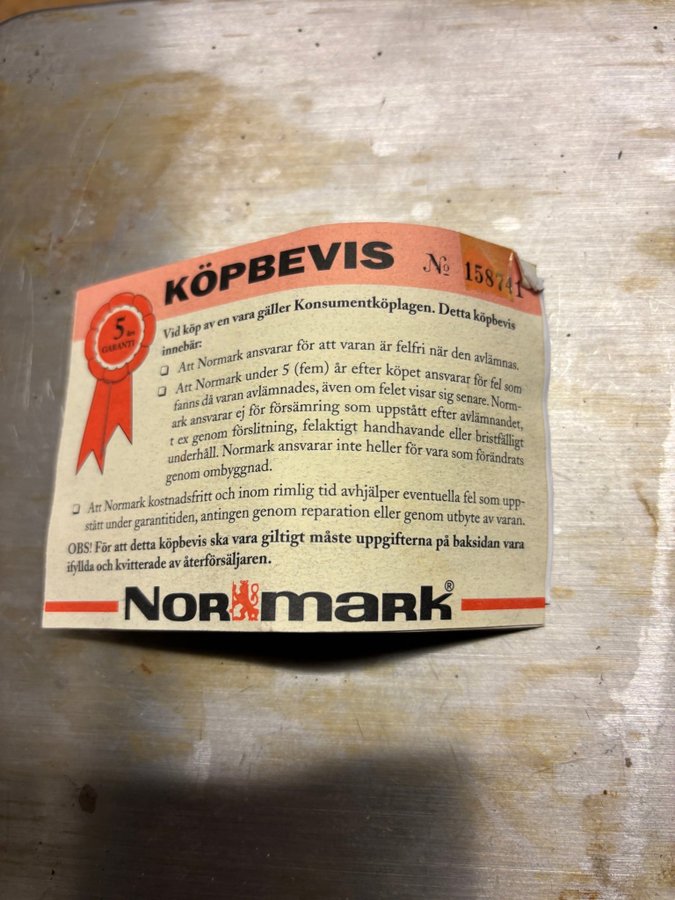 KÖPBEVIS
№ 158741
5 års
GARANTI
Vid köp av en vara gäller Konsumentköplagen. Detta köpbevis
innebär:
❏ Att Normark ansvarar för att varan är felfri när den avlämnas.
❏ Att Normark under 5 (fem) år efter köpet ansvarar för fel som
fanns då varan avlämnades, även om felet visar sig senare. Norm-
ark ansvarar ej för försämring som uppstått efter avlämnandet,
t ex genom förslitning, felaktigt handhavande eller bristfälligt
underhåll. Normark ansvarar inte heller för vara som förändrats
genom ombyggnad.
❏ Att Normark kostnadsfritt och inom rimlig tid avhjälper eventuella fel som upp-
stått under garantitiden, antingen genom reparation eller genom utbyte av varan.
OBS! För att detta köpbevis ska vara giltigt måste uppgifterna på baksidan vara
ifyllda och kvitterade av återförsäljaren.
NORMARK®